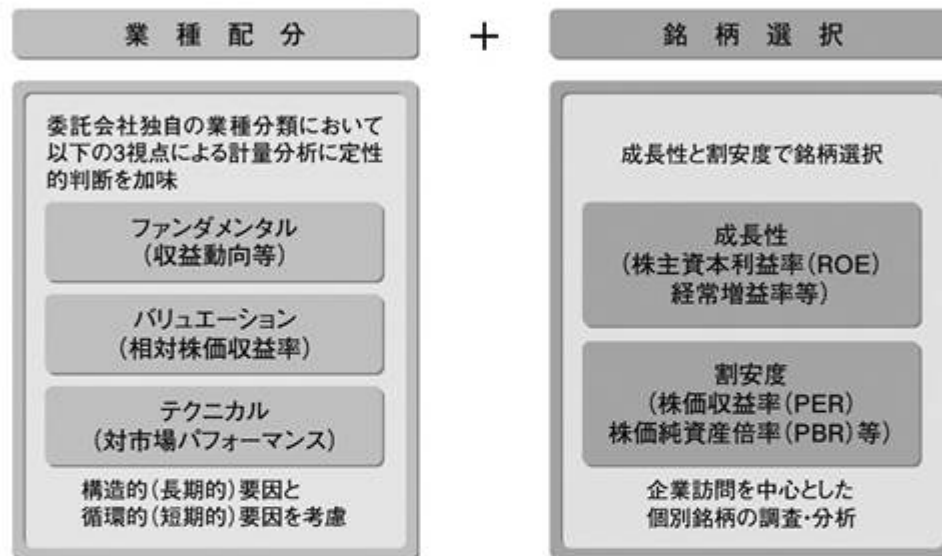 業種配分
+
銘柄選択
委託会社独自の業種分類において
以下の3視点による計量分析に定性
的判断を加味
ファンダメンタル
(収益動向等)
バリュエーション
(相対株価収益率)
テクニカル
(対市場パフォーマンス)
構造的(長期的)要因と
循環的(短期的)要因を考慮
成長性と割安度で銘柄選択
成長性
(株主資本利益率(ROE)
経常増益率等)
割安度
(株価収益率(PER)
株価純資産倍率(PBR)等)
企業訪問を中心とした
個別銘柄の調査・分析